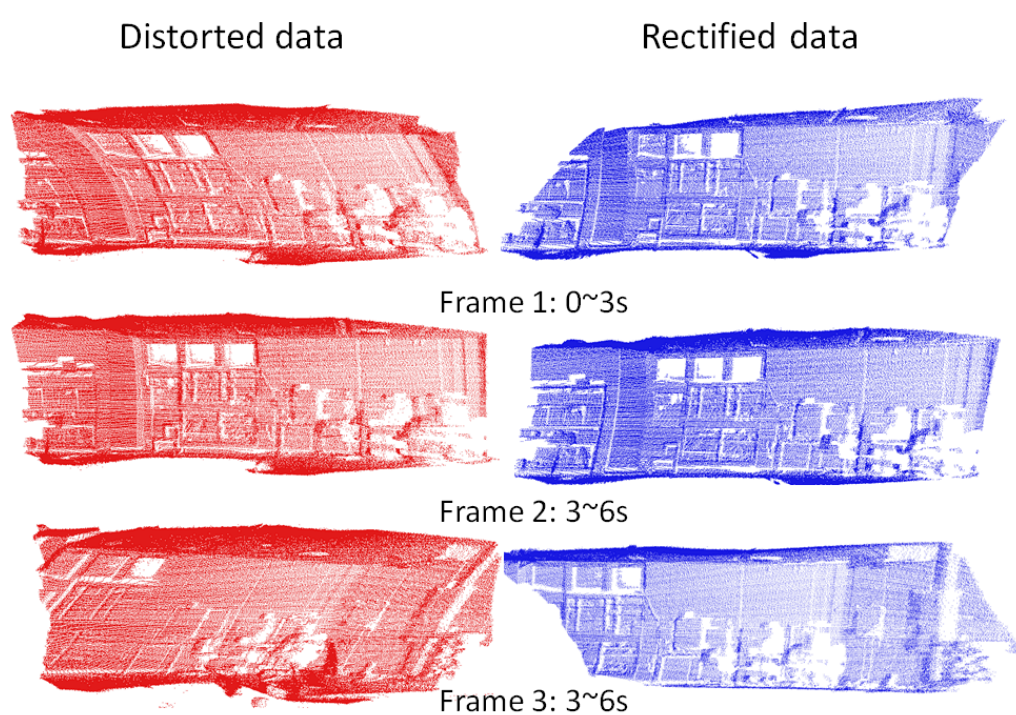 Distorted data
Rectified data
Frame 1: 0~3s
Frame 2: 3~6s
Frame 3: 3~6s